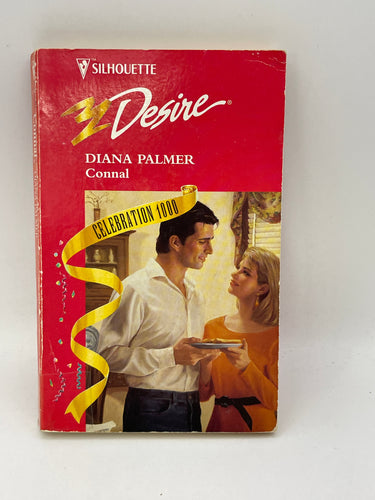 SILHOUETTE
Desire®
DIANA PALMER
Connal
CELEBRATION 1000